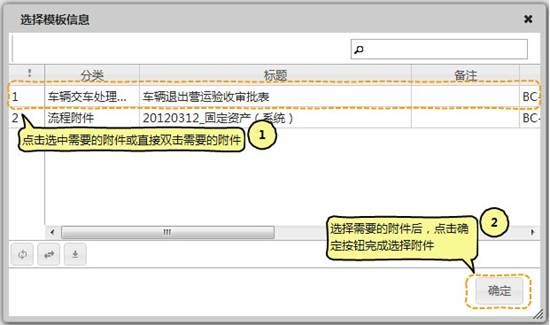 选择模板信息
分类 标题 备注
1 车辆交车处理... 车辆退出营运验收审批表 BC-
2 流程附件 20120312_固定资产(系统) BC-
点击选中需要的附件或直接双击需要的附件 1
选择需要的附件后，点击确 2
定按钮完成选择附件
确定